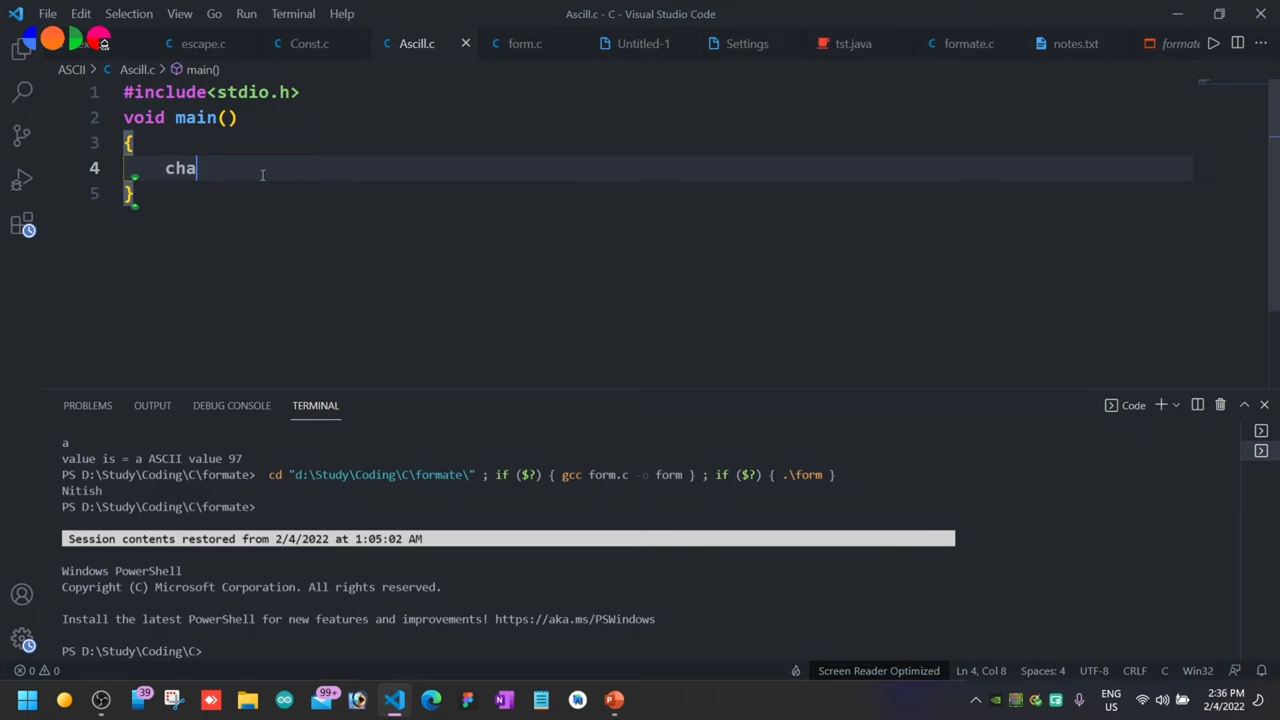 File Edit Selection View Go Run Terminal Help
Ascill.c - C - Visual Studio Code
escape.c Const.c Ascill.c form.c Untitled-1 Settings tst.java formate.c notes.txt formate
ASCII > Ascill.c > main()
1 #include<stdio.h>
2 void main()
3 {
4 cha
5 }
PROBLEMS OUTPUT DEBUG CONSOLE TERMINAL
Code
a
value is = a ASCII value 97
PS D:\Study\Coding\C\formate> cd "d:\Study\Coding\C\formate\" ; if ($?) { gcc form.c -o form } ; if ($?) { .\form }
Nitish
PS D:\Study\Coding\C\formate>
Session contents restored from 2/4/2022 at 1:05:02 AM
Windows PowerShell
Copyright (C) Microsoft Corporation. All rights reserved.
Install the latest PowerShell for new features and improvements! https://aka.ms/PSWindows
PS D:\Study\Coding\C>
0 0
Screen Reader Optimized Ln 4, Col 8 Spaces: 4 UTF-8 CRLF C Win32
39 99+
ENG
US
2:36 PM
2/4/2022